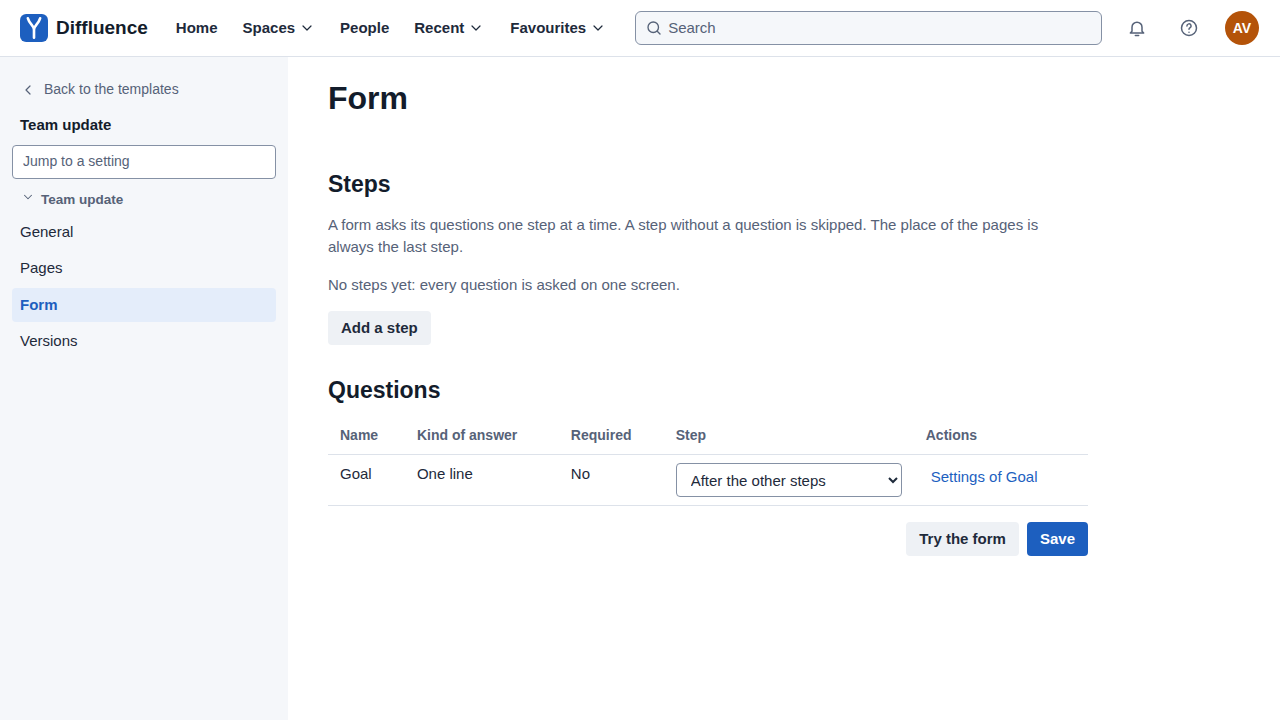 Diffluence
Home
Spaces
People
Recent
Favourites
Search
AV
Back to the templates
Team update
Jump to a setting
Team update
General
Pages
Form
Versions
Form
Steps
A form asks its questions one step at a time. A step without a question is skipped. The place of the pages is
always the last step.
No steps yet: every question is asked on one screen.
Add a step
Questions
Name Kind of answer Required Step Actions
Goal One line No After the other steps Settings of Goal
Try the form Save